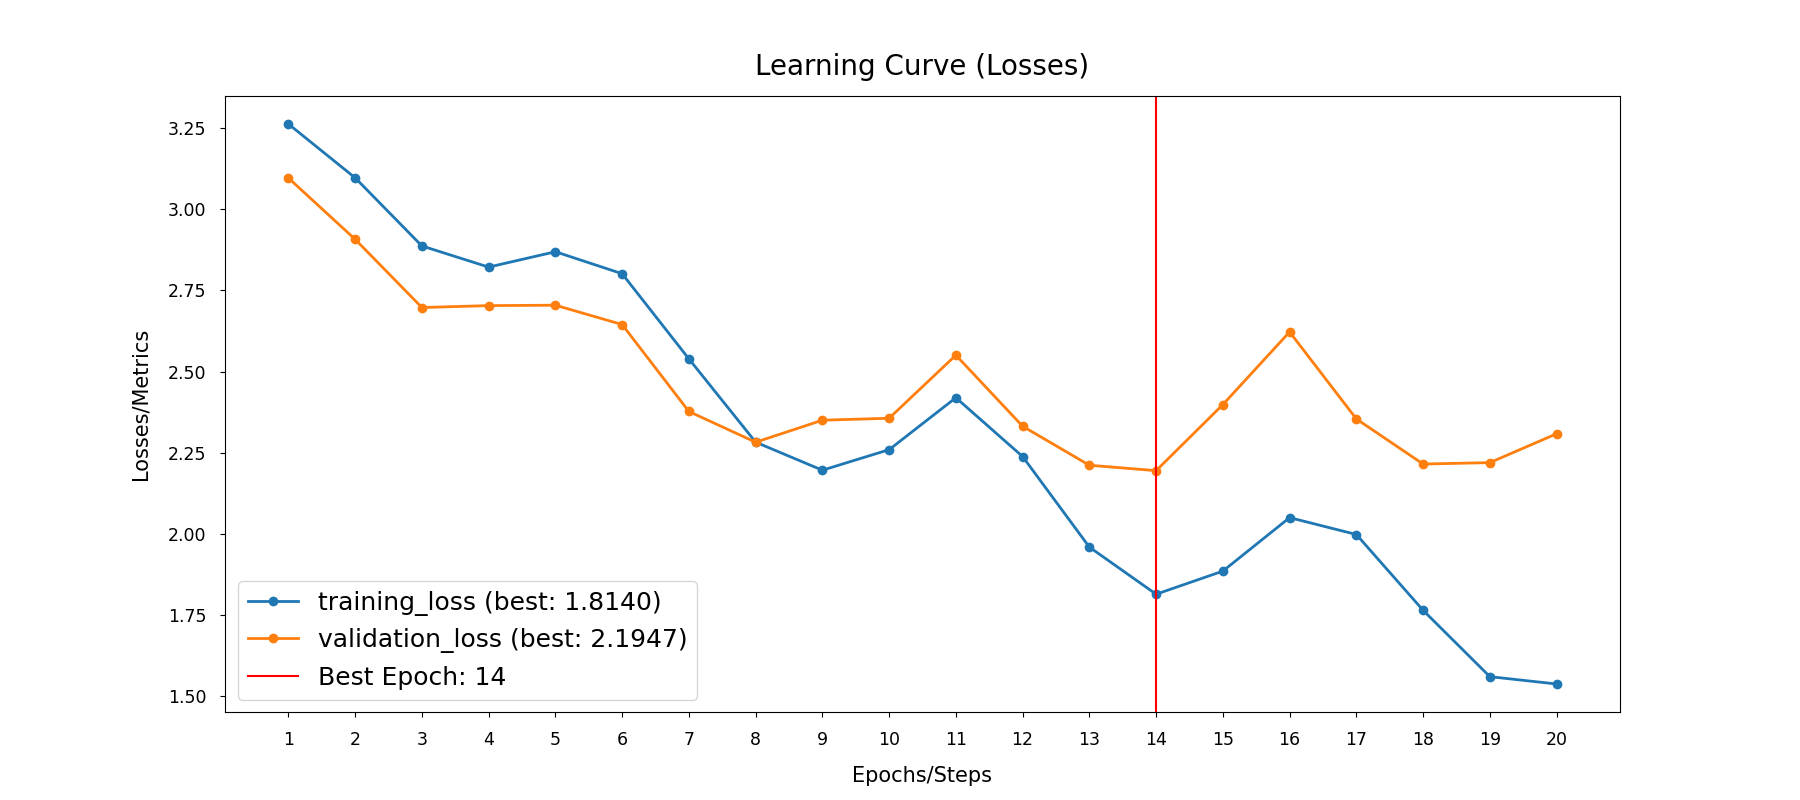 Learning Curve (Losses)
3.25
3.00
2.75
2.50
2.25
2.00
1.75
1.50
Losses/Metrics
training_loss (best: 1.8140)
validation_loss (best: 2.1947)
Best Epoch: 14
1 2 3 4 5 6 7 8 9 10 11 12 13 14 15 16 17 18 19 20
Epochs/Steps